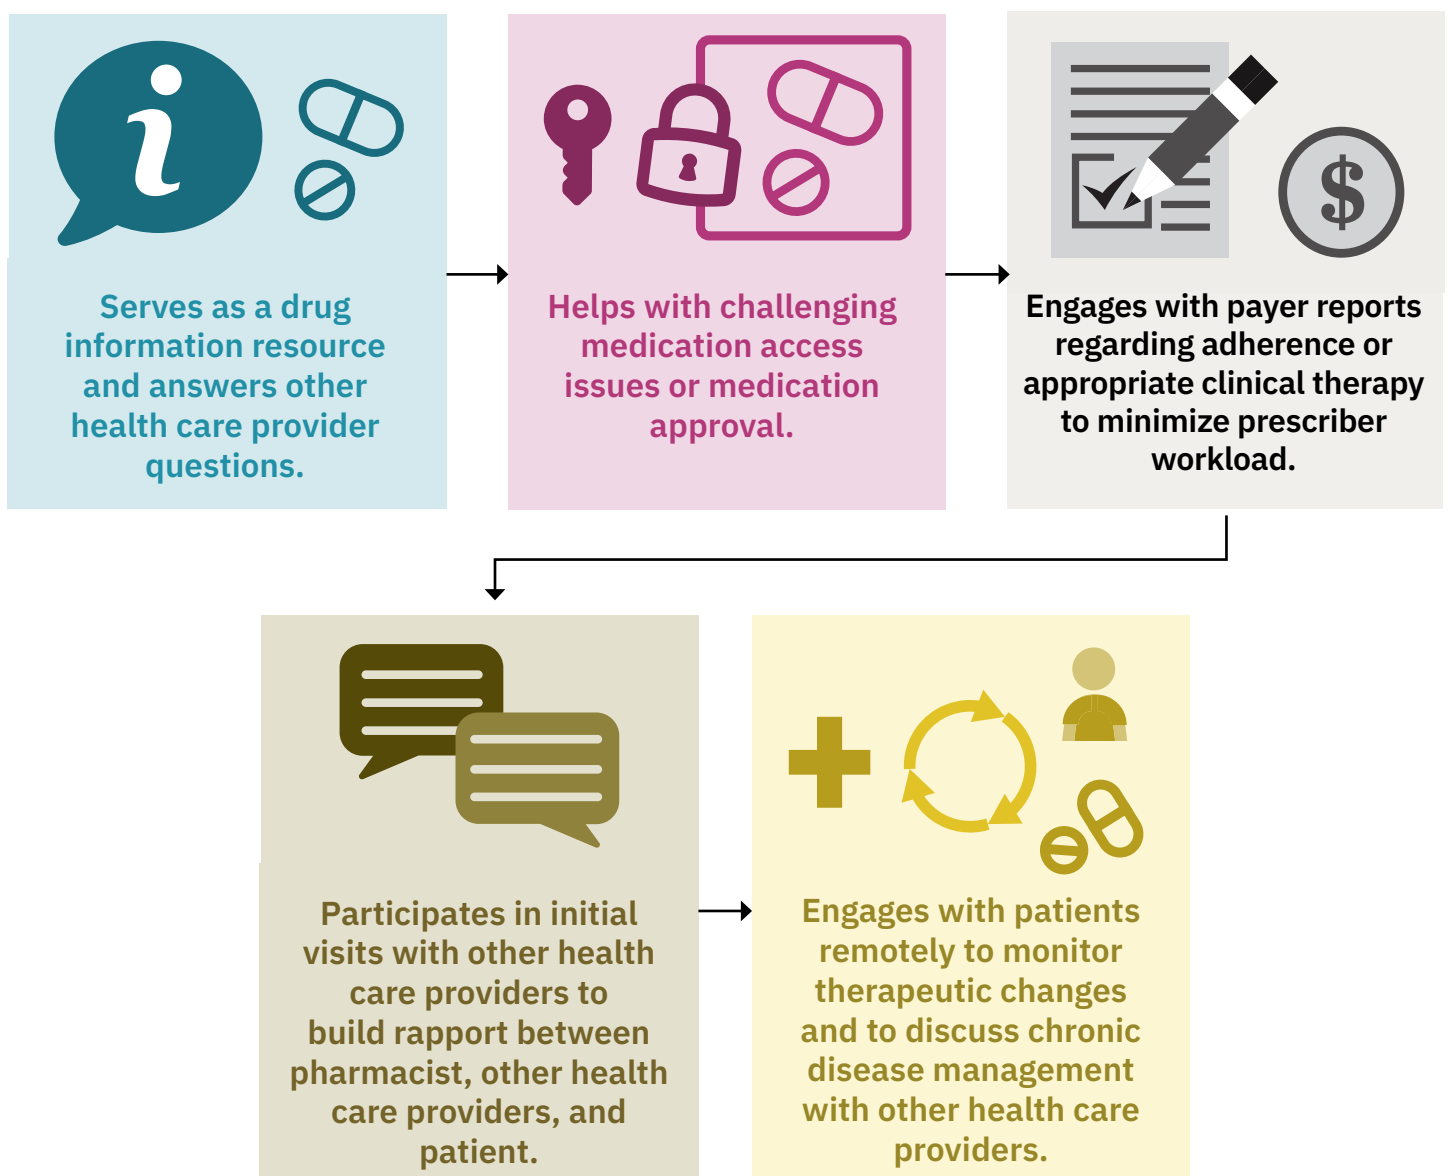 Serves as a drug
information resource
and answers other
health care provider
questions.
Helps with challenging
medication access
issues or medication
approval.
$
Engages with payer reports
regarding adherence or
appropriate clinical therapy
to minimize prescriber
workload.
Participates in initial
visits with other health
care providers to
build rapport between
pharmacist, other health
care providers, and
patient.
Engages with patients
remotely to monitor
therapeutic changes
and to discuss chronic
disease management
with other health care
providers.